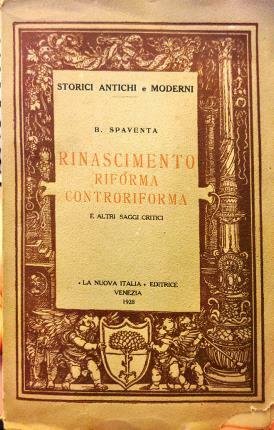 STORICI ANTICHI e MODERNI
B. SPAVENTA
RINASCIMENTO
RIFORMA
CONTRORIFORMA
E ALTRI SAGGI CRITICI
« LA NUOVA ITALIA » EDITRICE
VENEZIA
1928